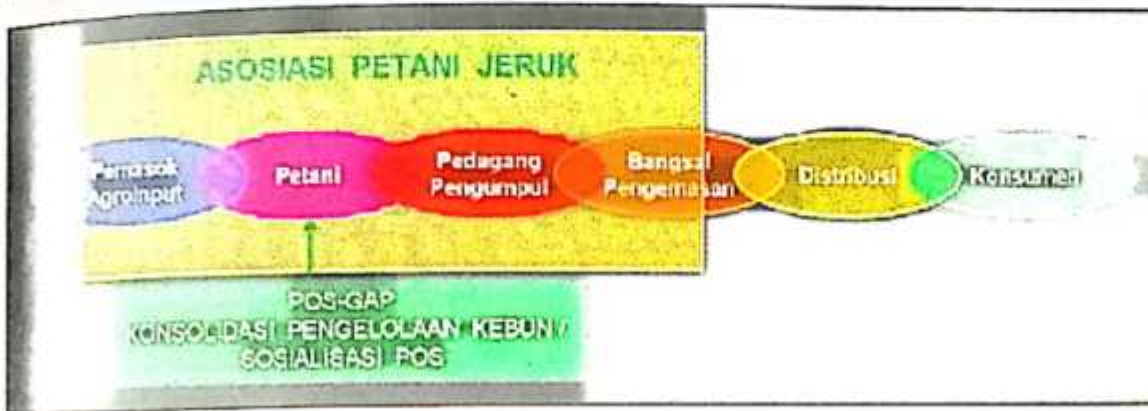 ASOSIASI PETANI JERUK
Pemasok
Agroinput
Petani
Pedagang
Pengumpul
Bangsal
Pengemasan
Distribusi
Konsumen
POS-GAP
KONSOLIDASI PENGELOLAAN KEBUN /
SOSIALISASI POS